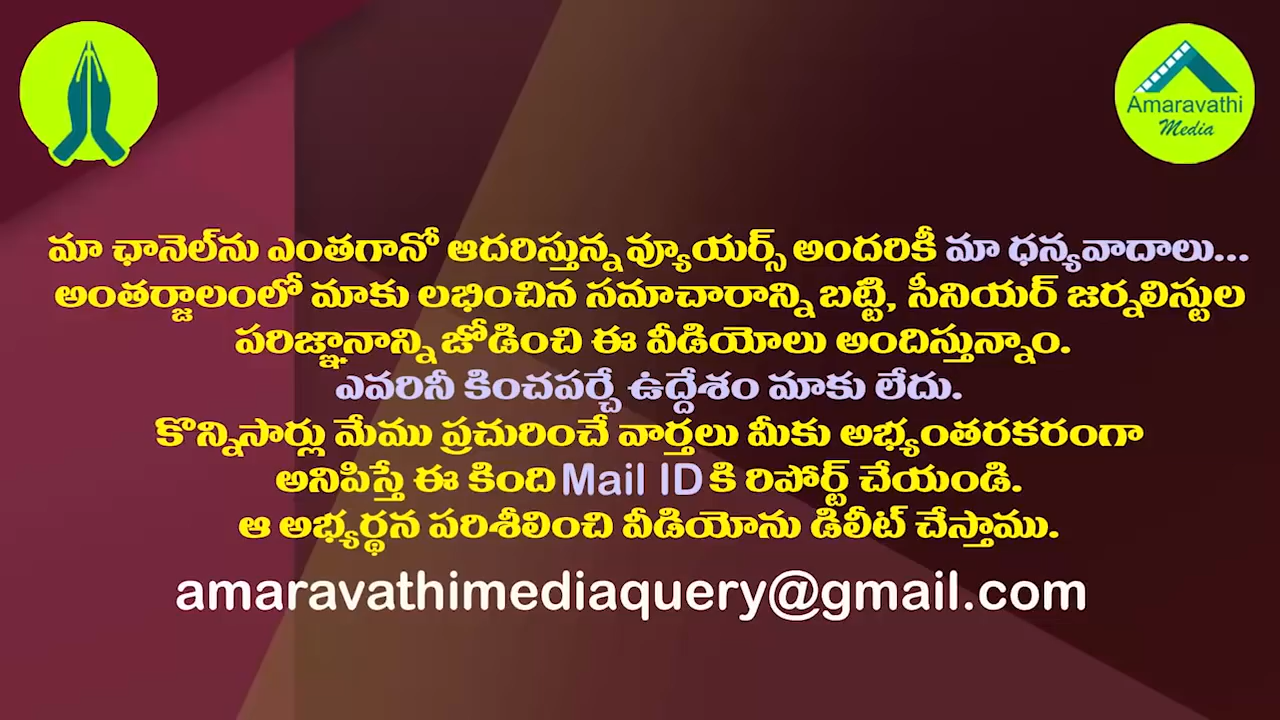 Amaravathi
Media
మా ఛానెల్‌ను ఎంతగానో ఆదరిస్తున్న వ్యూయర్స్ అందరికీ మా ధన్యవాదాలు...
అంతర్జాలంలో మాకు లభించిన సమాచారాన్ని బట్టి, సీనియర్ జర్నలిస్టుల
పరిజ్ఞానాన్ని జోడించి ఈ వీడియోలు అందిస్తున్నాం.
ఎవరినీ కించపర్చే ఉద్దేశం మాకు లేదు.
కొన్నిసార్లు మేము ప్రచురించే వార్తలు మీకు అభ్యంతరకరంగా
అనిపిస్తే ఈ కింది Mail ID కి రిపోర్ట్ చేయండి.
ఆ అభ్యర్థన పరిశీలించి వీడియోను డిలీట్ చేస్తాము.
amaravathimediaquery@gmail.com